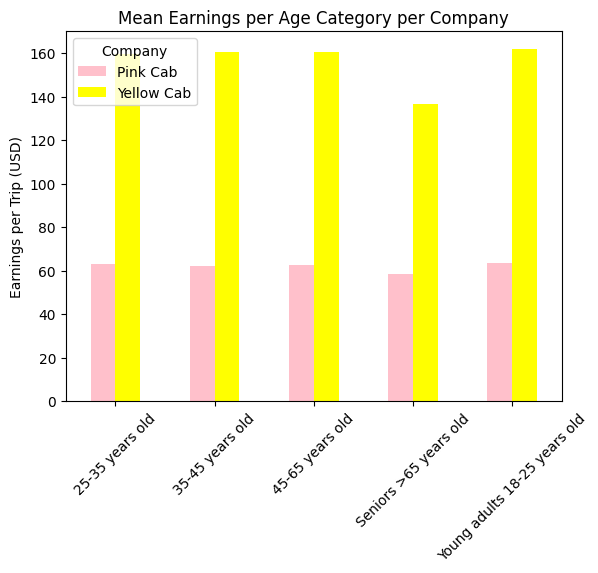 Mean Earnings per Age Category per Company
Company
Pink Cab
Yellow Cab
Earnings per Trip (USD)
160
140
120
100
80
60
40
20
0
25-35 years old
35-45 years old
45-65 years old
Seniors >65 years old
Young adults 18-25 years old